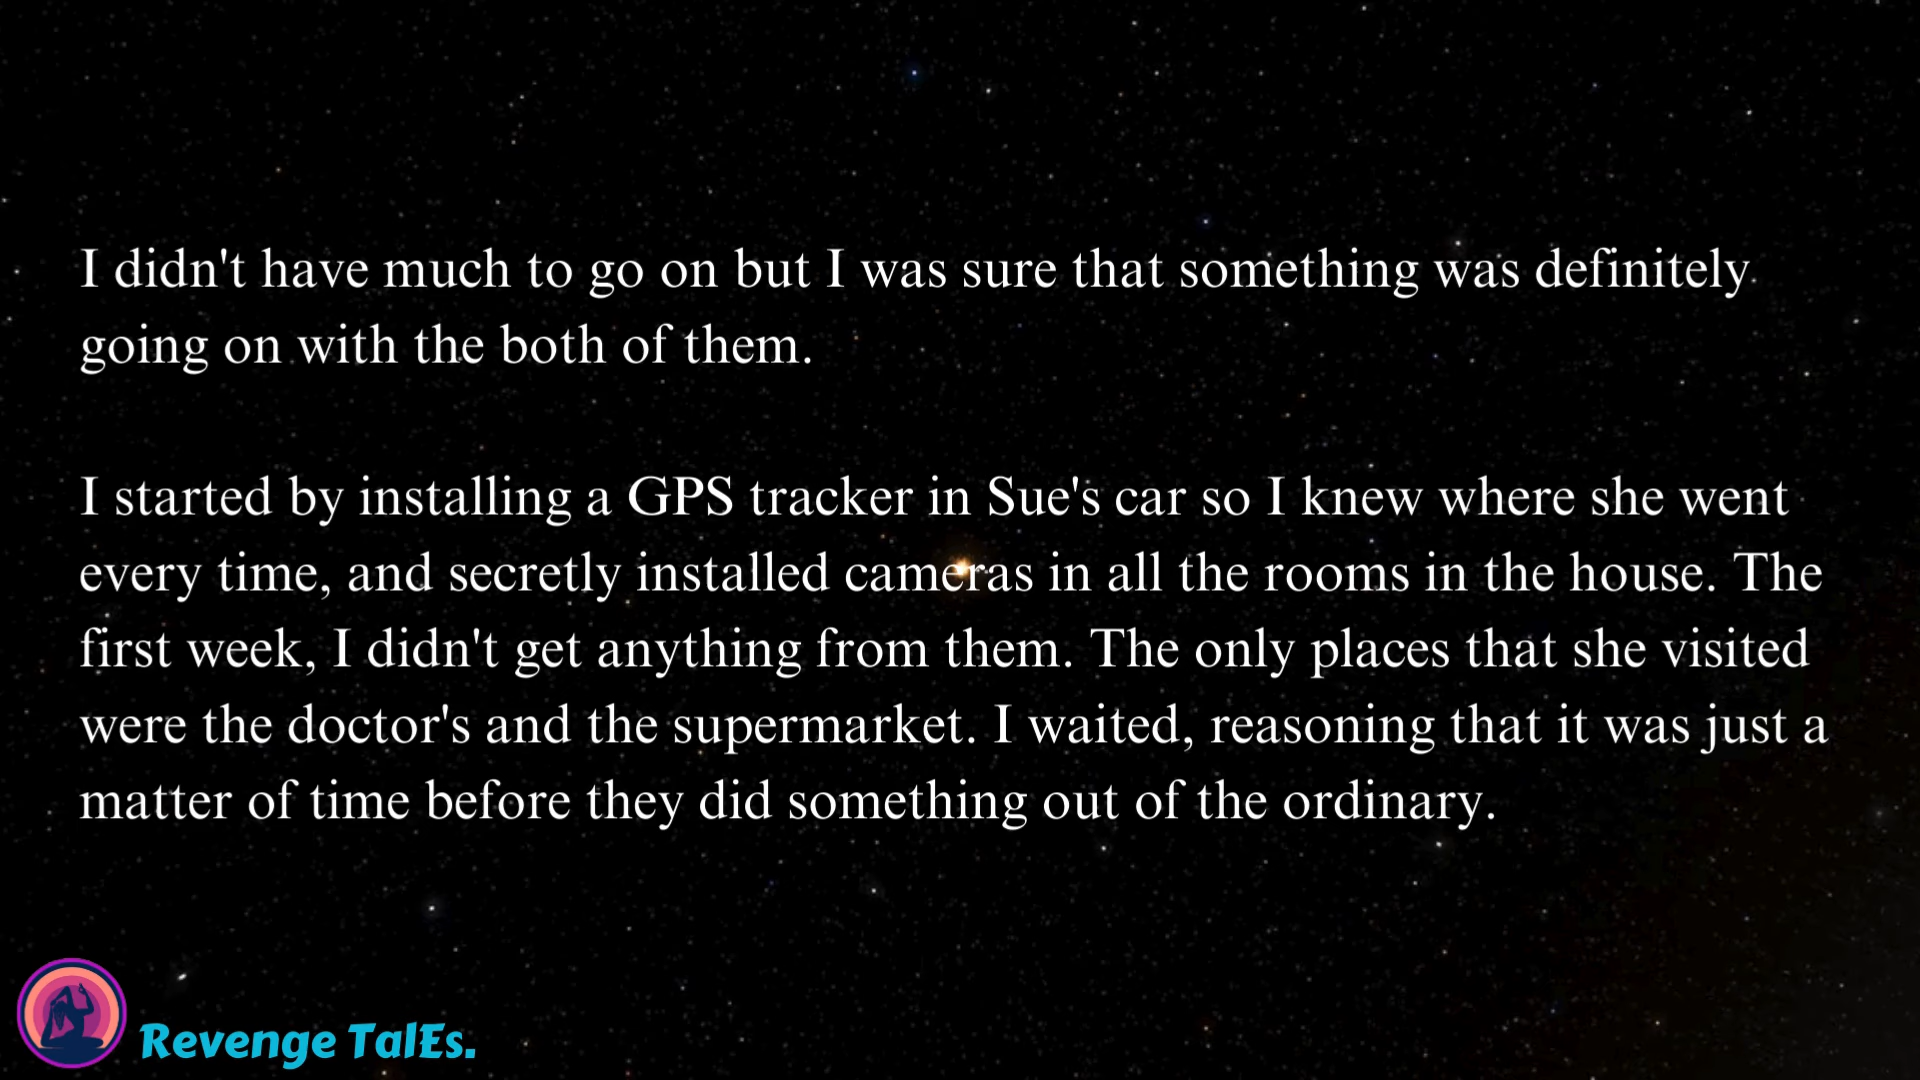 I didn't have much to go on but I was sure that something was definitely
going on with the both of them.
I started by installing a GPS tracker in Sue's car so I knew where she went
every time, and secretly installed cameras in all the rooms in the house. The
first week, I didn't get anything from them. The only places that she visited
were the doctor's and the supermarket. I waited, reasoning that it was just a
matter of time before they did something out of the ordinary.
Revenge TalEs.